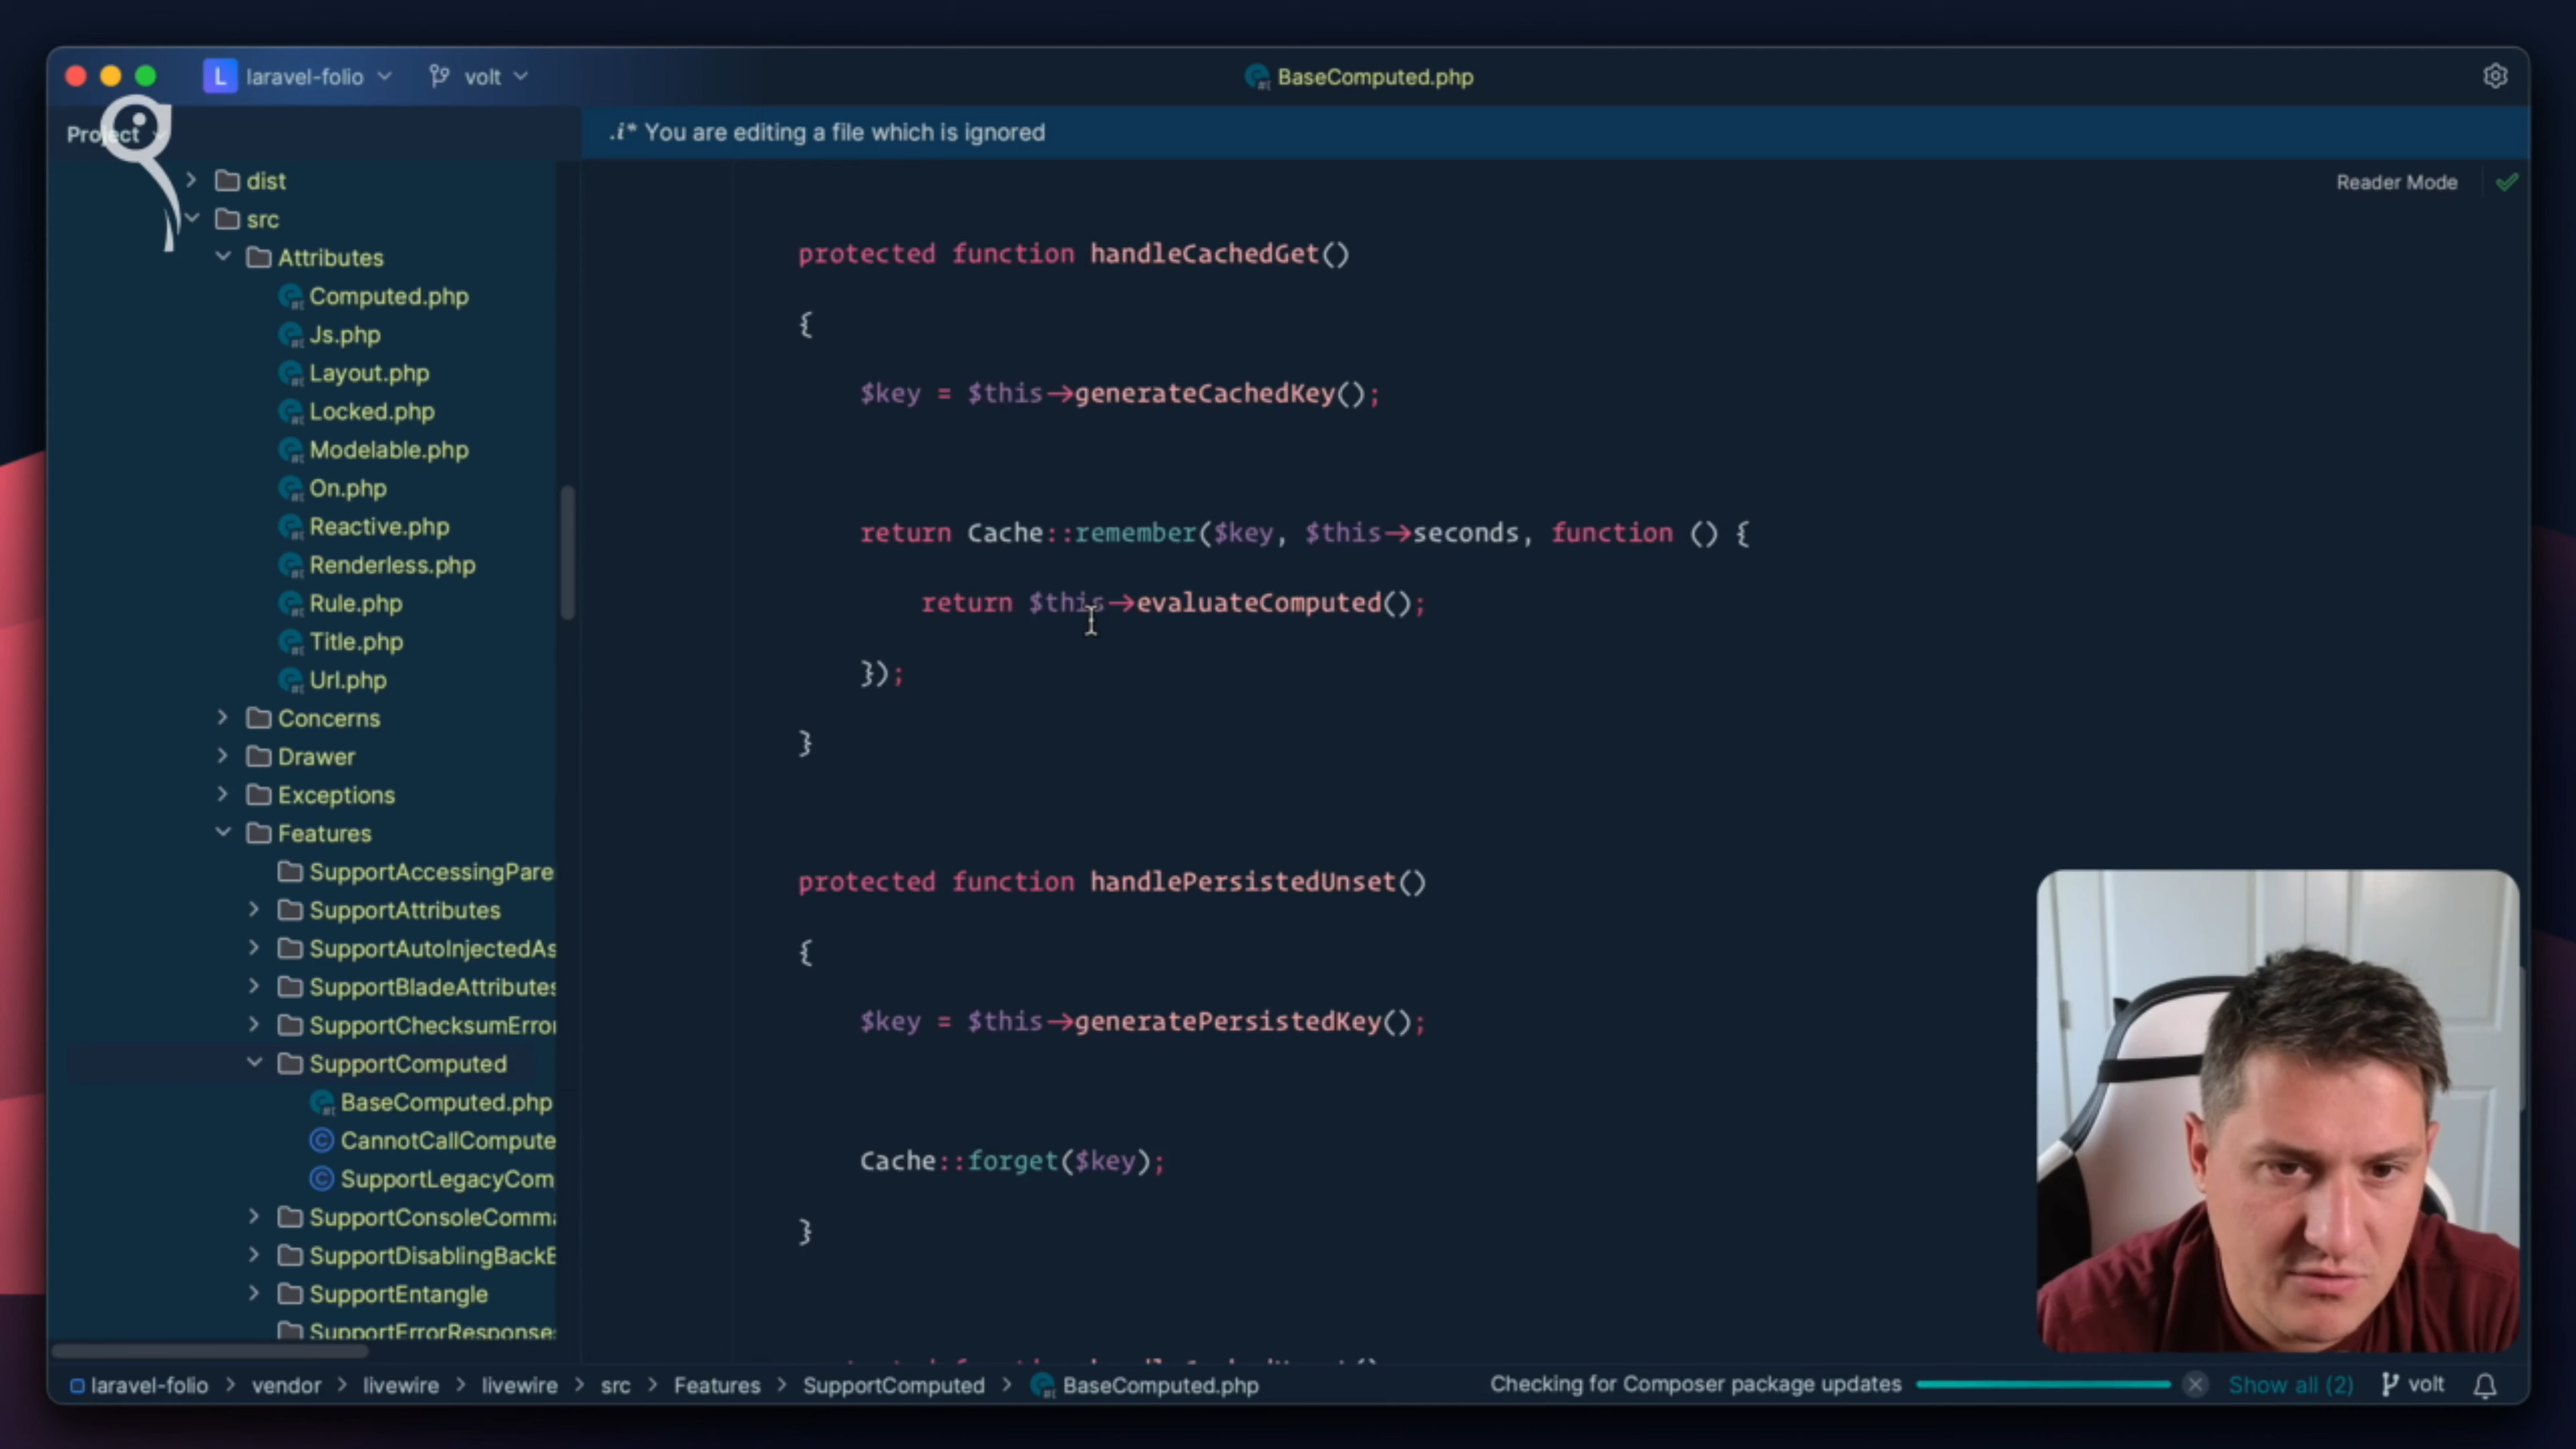 L laravel-folio volt
BaseComputed.php
Project
.i* You are editing a file which is ignored
Reader Mode
dist
src
Attributes
Computed.php
Js.php
Layout.php
Locked.php
Modelable.php
On.php
Reactive.php
Renderless.php
Rule.php
Title.php
Url.php
Concerns
Drawer
Exceptions
Features
SupportAccessingPare
SupportAttributes
SupportAutoInjectedAs
SupportBladeAttributes
SupportChecksumError
SupportComputed
BaseComputed.php
CannotCallCompute
SupportLegacyCom
SupportConsoleComma
SupportDisablingBackB
SupportEntangle
SupportErrorResponse
protected function handleCachedGet()
{
$key = $this->generateCachedKey();
return Cache::remember($key, $this->seconds, function () {
return $this->evaluateComputed();
});
}
protected function handlePersistedUnset()
{
$key = $this->generatePersistedKey();
Cache::forget($key);
}
laravel-folio > vendor > livewire > livewire > src > Features > SupportComputed > BaseComputed.php
Checking for Composer package updates Show all (2) volt